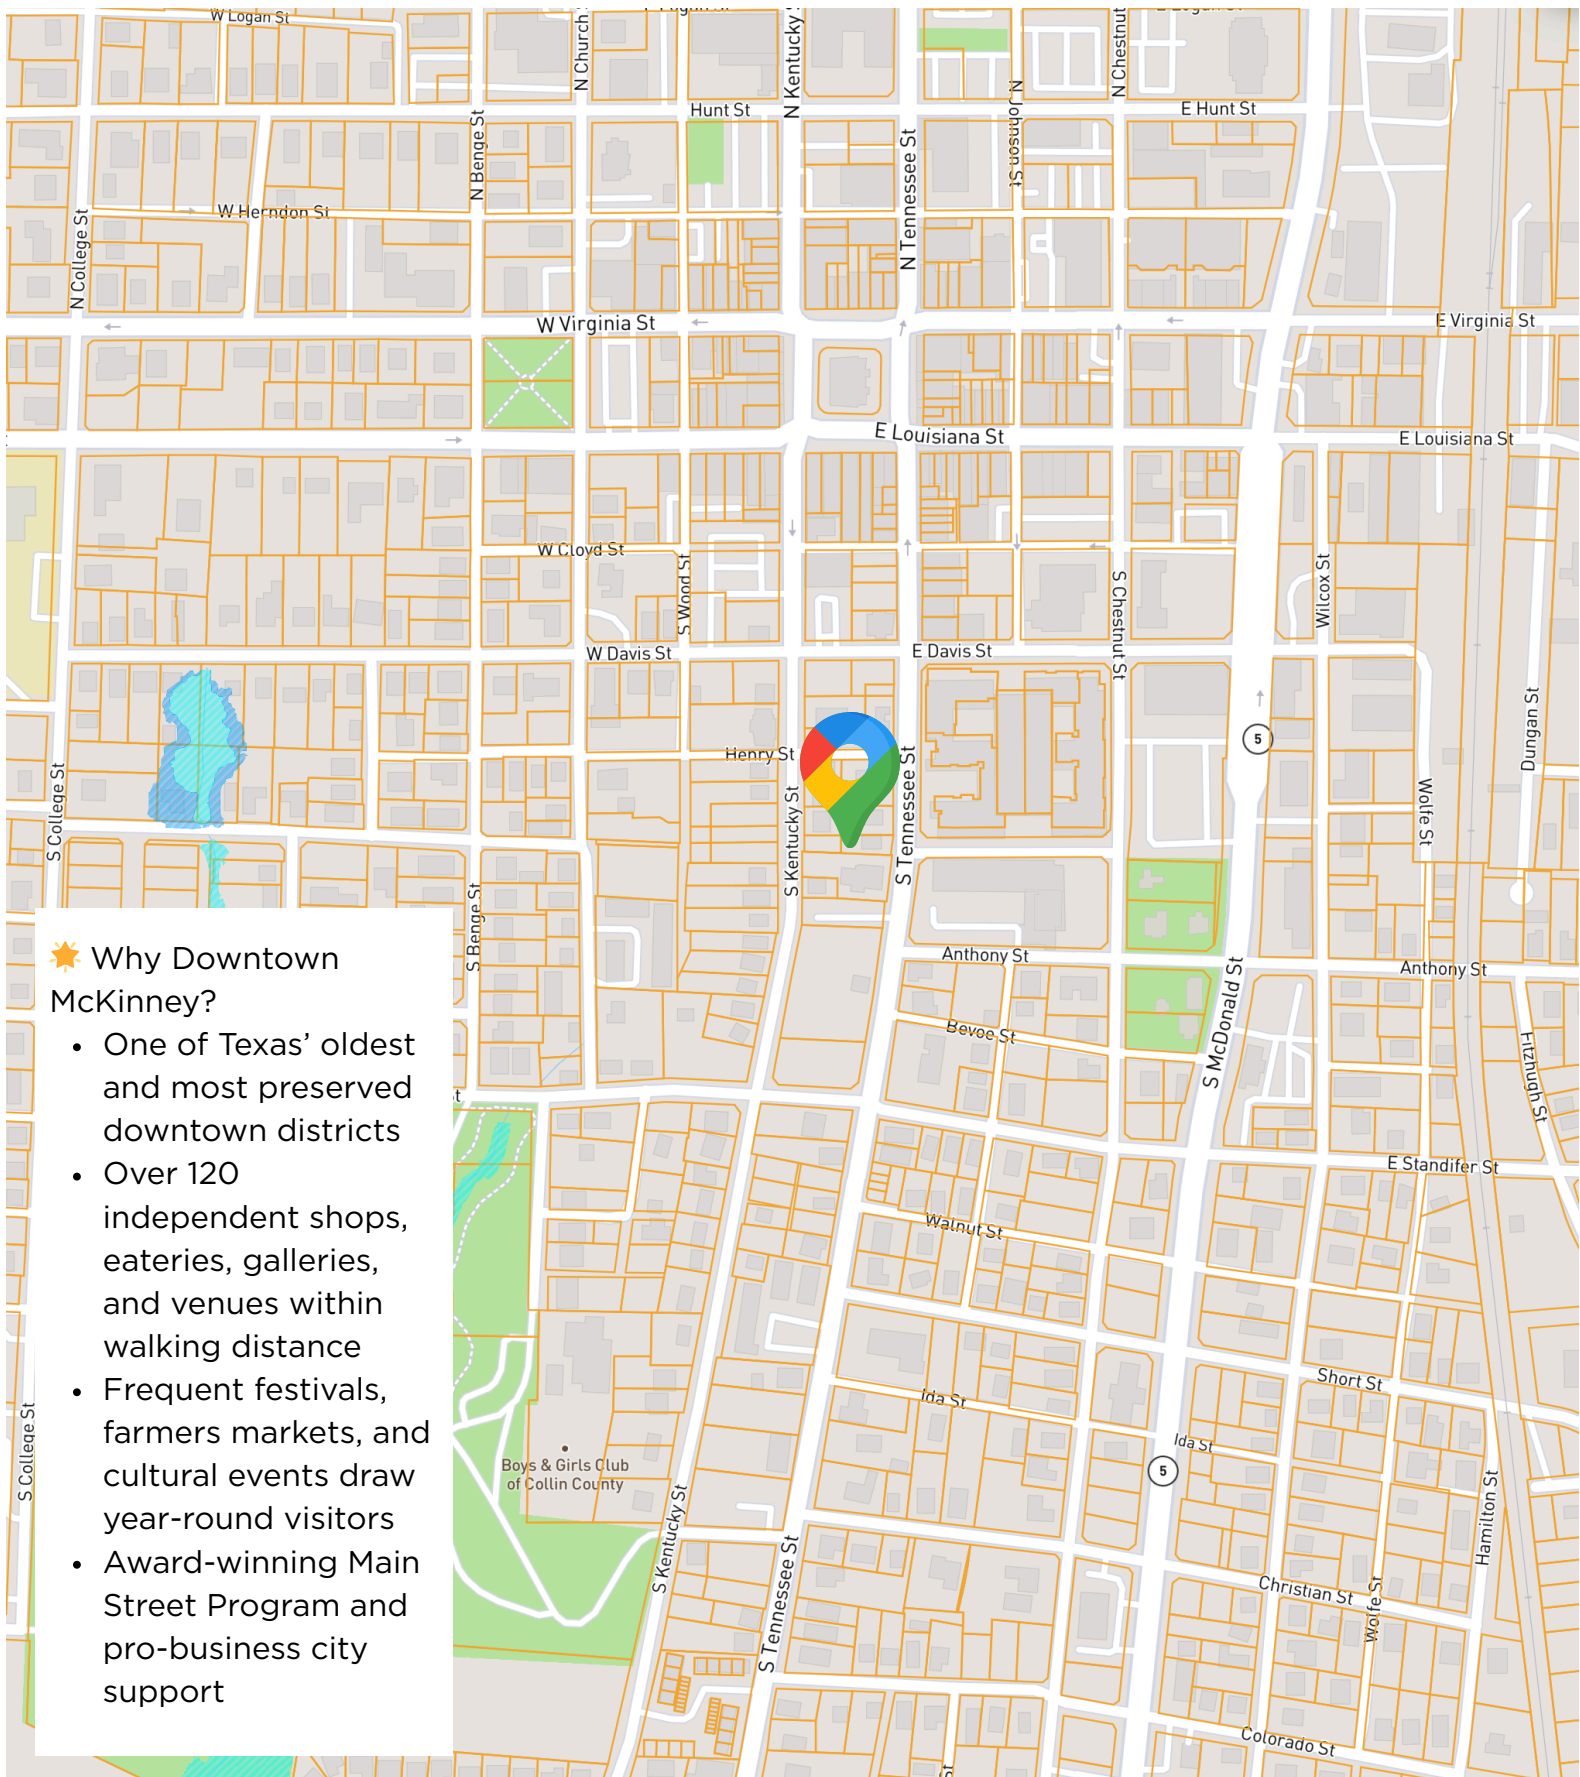 W Logan St
N Church
N Kentucky S
N Chestnut
Hunt St
E Hunt St
N Benge St
N Johnson St
N Tennessee St
W Herndon St
N College St
W Virginia St
E Virginia St
E Louisiana St
E Louisiana St
W Cloyd St
S Wood St
S Chestnut St
Wilcox St
W Davis St
E Davis St
Henry St
S Kentucky St
S Tennessee St
5
Dungan St
Wolfe St
S College St
S Benge St
Anthony St
Anthony St
Bevoe St
S McDonald St
Fitzhugh St
🌟 Why Downtown
McKinney?
• One of Texas’ oldest
and most preserved
downtown districts
• Over 120
independent shops,
eateries, galleries,
and venues within
walking distance
• Frequent festivals,
farmers markets, and
cultural events draw
year-round visitors
• Award-winning Main
Street Program and
pro-business city
support
st
E Standifer St
Walnut St
Short St
Ida St
Ida St
S College St
Boys & Girls Club
of Collin County
5
S Kentucky St
S Tennessee St
Hamilton St
Christian St
Wolfe St
Colorado St
st